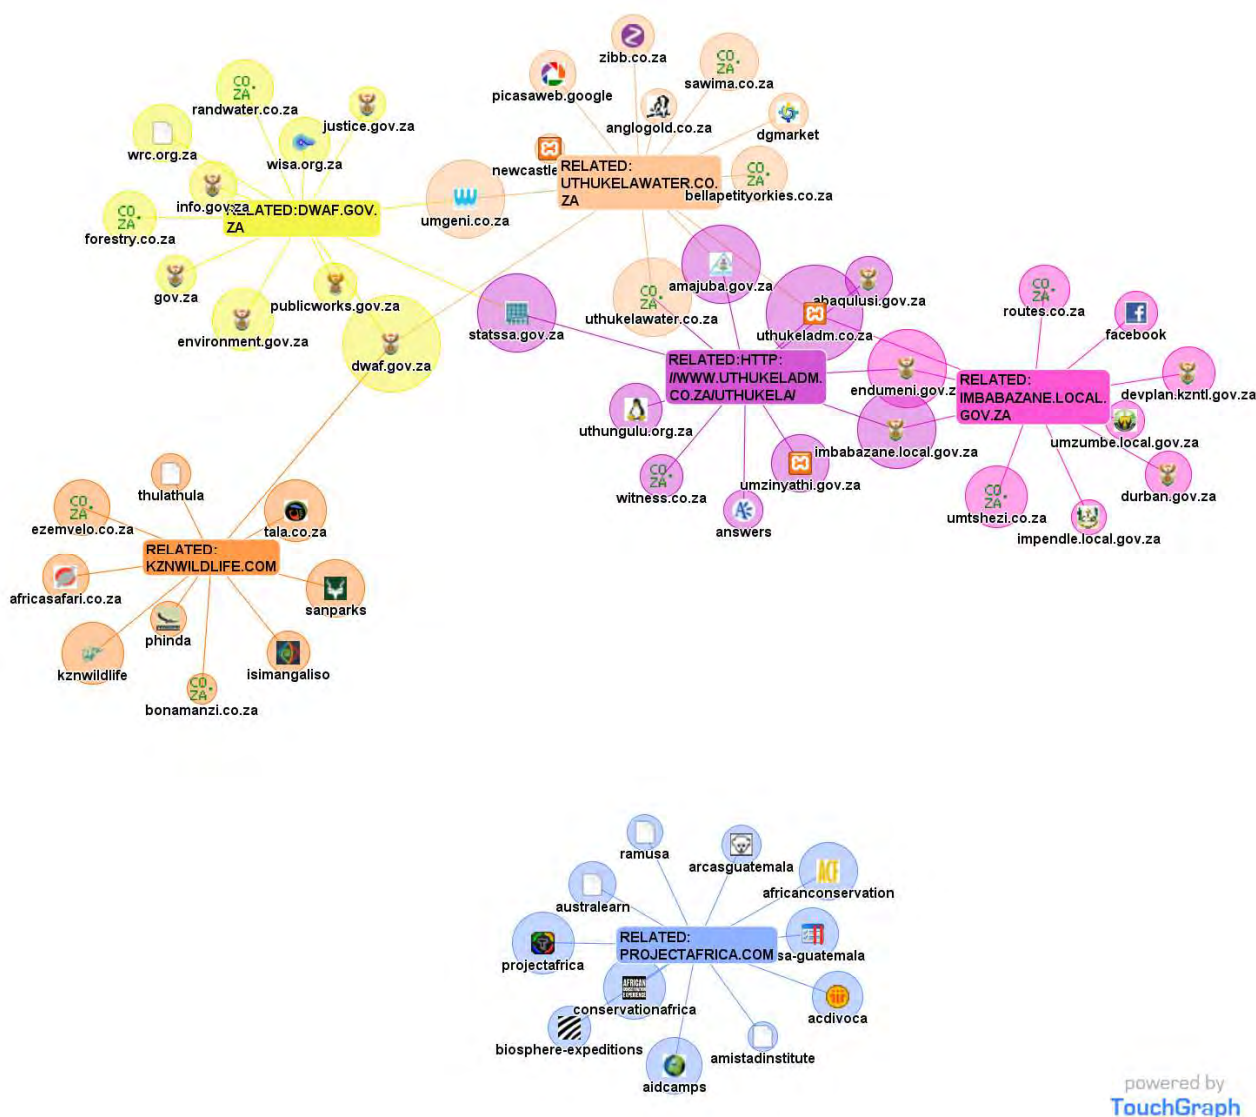 zibb.co.za
sawima.co.za
picasaweb.google
anglogold.co.za
dgmarket
randwater.co.za
justice.gov.za
wrc.org.za
wisa.org.za
newcastle
RELATED:
UTHUKELAWATER.CO.
ZA
bellapetityorkies.co.za
info.gov.za
RELATED:DWAF.GOV.
ZA
umgeni.co.za
forestry.co.za
gov.za
publicworks.gov.za
environment.gov.za
dwaf.gov.za
statssa.gov.za
amajuba.gov.za
uthukelawater.co.za
abaqulusi.gov.za
uthukeladm.co.za
routes.co.za
facebook
RELATED:HTTP:
//WWW.UTHUKELADM.
CO.ZA/UTHUKELA/
endumeni.gov.za
RELATED:
IMBABAZANE.LOCAL.
GOV.ZA
devplan.kzntl.gov.za
umzumbe.local.gov.za
uthungulu.org.za
imbabazane.local.gov.za
umzinyathi.gov.za
witness.co.za
answers
durban.gov.za
umtshezi.co.za
impendle.local.gov.za
thulathula
ezemvelo.co.za
tala.co.za
RELATED:
KZNWILDLIFE.COM
africasafari.co.za
sanparks
phinda
kznwildlife
isimangaliso
bonamanzi.co.za
ramusa
arcasguatemala
africanconservation
australearn
RELATED:
PROJECTAFRICA.COM
sa-guatemala
projectafrica
conservationafrica
acdivoca
biosphere-expeditions
amistadinstitute
aidcamps
powered by
TouchGraph